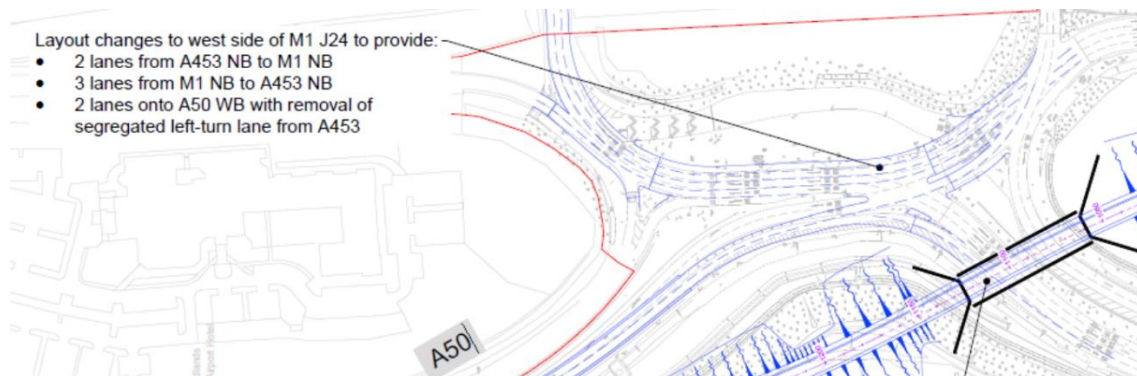 Layout changes to west side of M1 J24 to provide:
• 2 lanes from A453 NB to M1 NB
• 3 lanes from M1 NB to A453 NB
• 2 lanes onto A50 WB with removal of
segregated left-turn lane from A453
A50